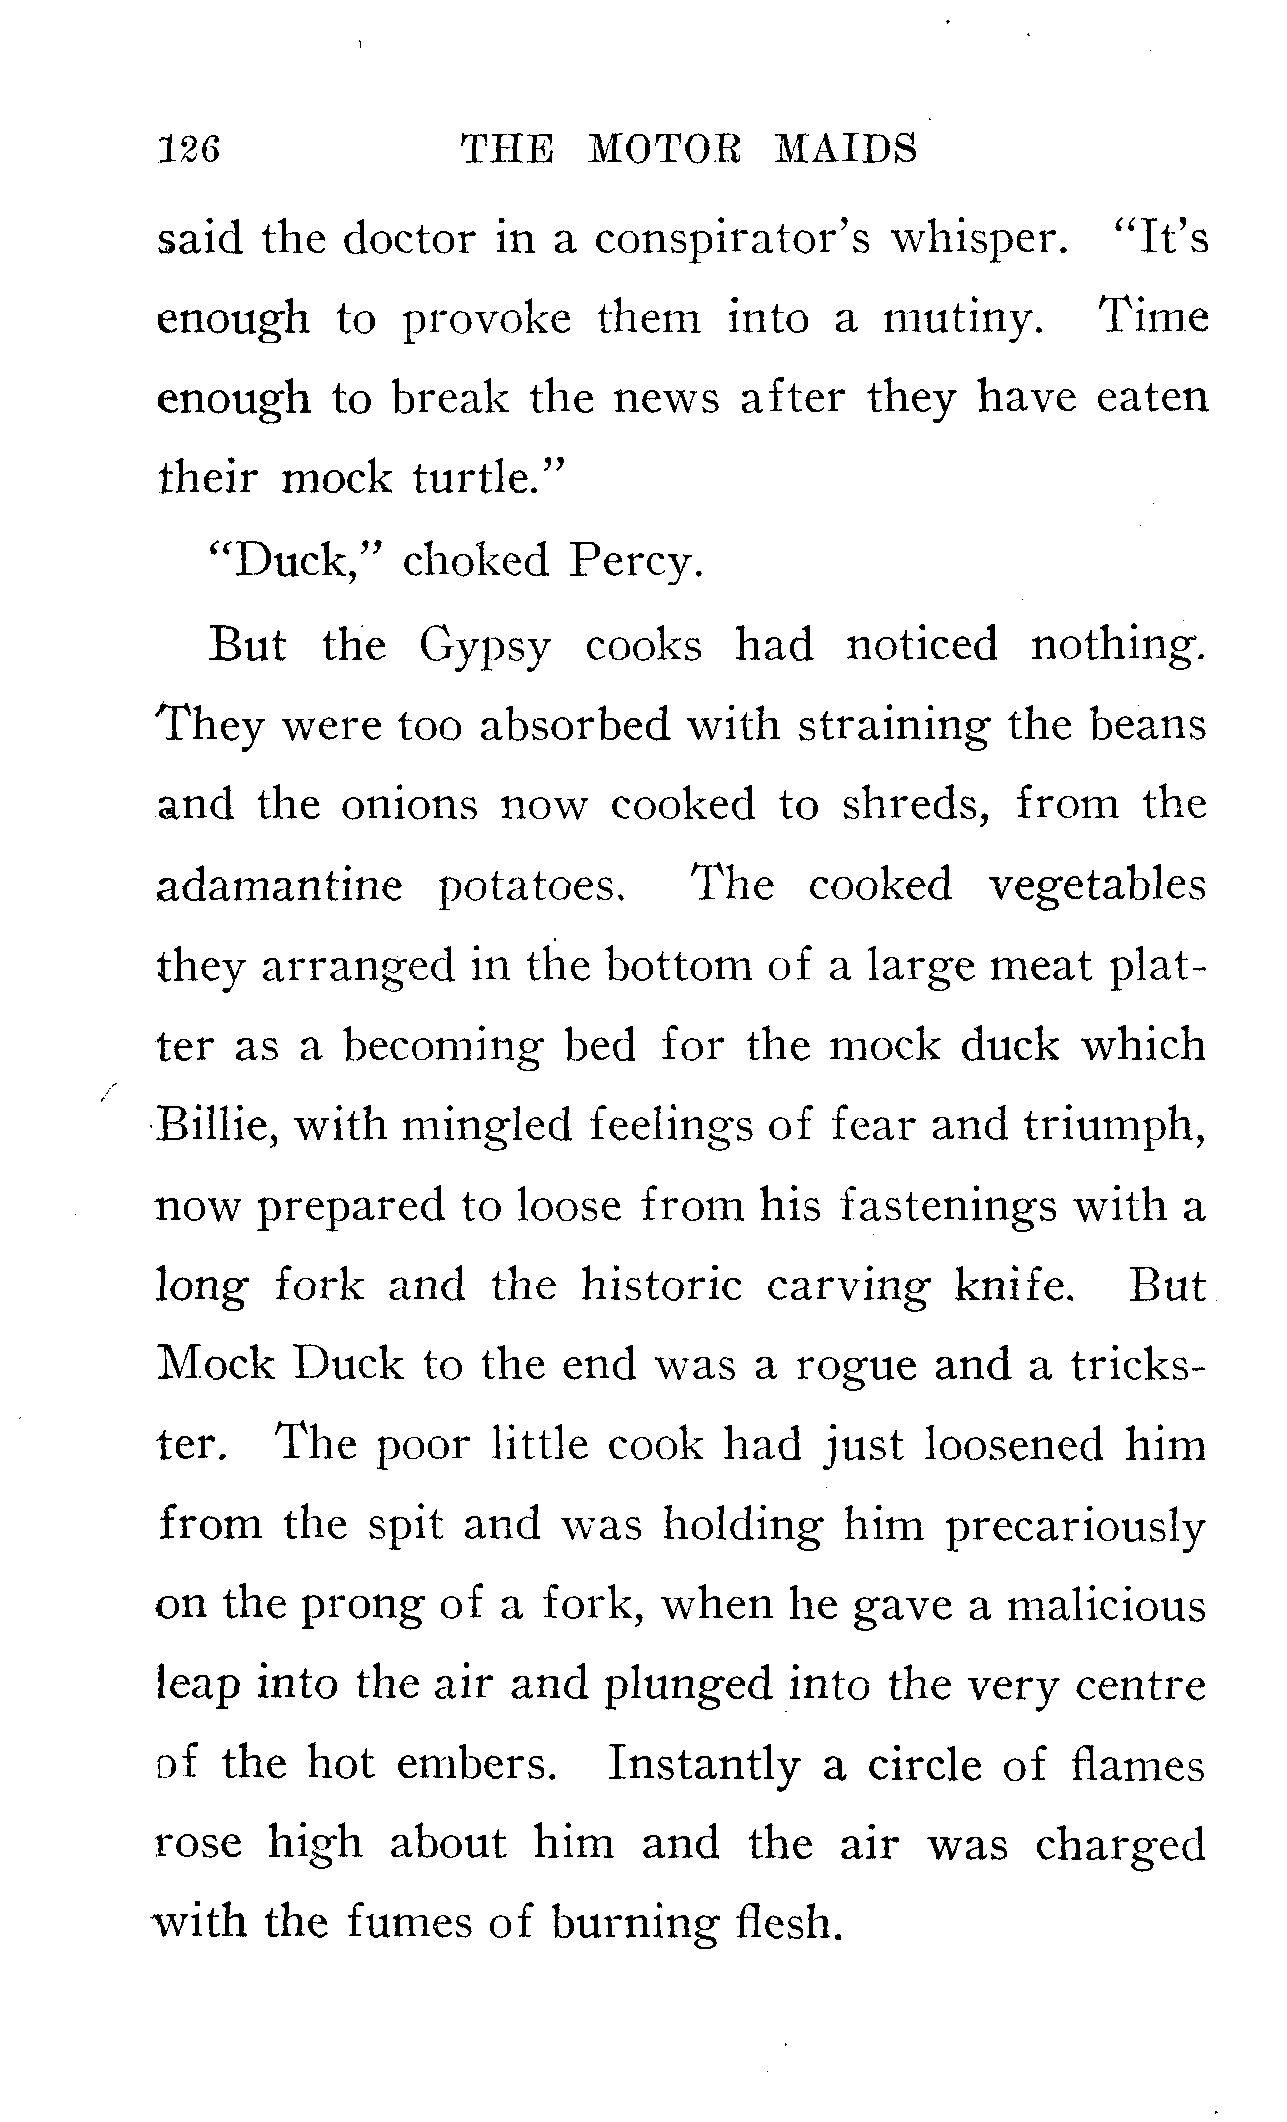 126 THE MOTOR MAIDS
said the doctor in a conspirator's whisper. "It's
enough to provoke them into a mutiny. Time
enough to break the news after they have eaten
their mock turtle."
"Duck," choked Percy.
But the Gypsy cooks had noticed nothing.
They were too absorbed with straining the beans
and the onions now cooked to shreds, from the
adamantine potatoes. The cooked vegetables
they arranged in the bottom of a large meat plat-
ter as a becoming bed for the mock duck which
Billie, with mingled feelings of fear and triumph,
now prepared to loose from his fastenings with a
long fork and the historic carving knife. But
Mock Duck to the end was a rogue and a tricks-
ter. The poor little cook had just loosened him
from the spit and was holding him precariously
on the prong of a fork, when he gave a malicious
leap into the air and plunged into the very centre
of the hot embers. Instantly a circle of flames
rose high about him and the air was charged
with the fumes of burning flesh.